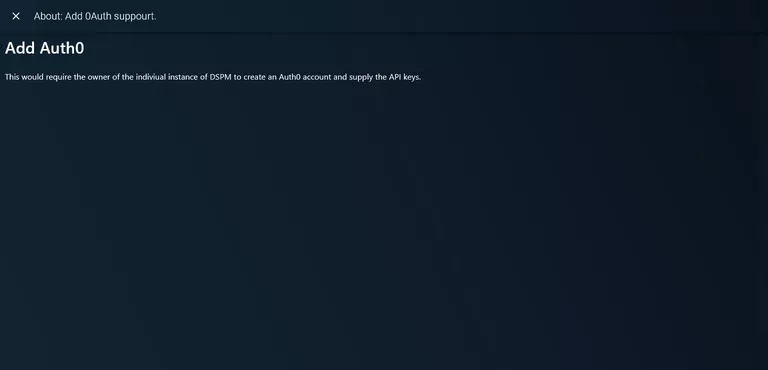 About: Add 0Auth suppourt.
Add Auth0
This would require the owner of the indiviual instance of DSPM to create an Auth0 account and supply the API keys.